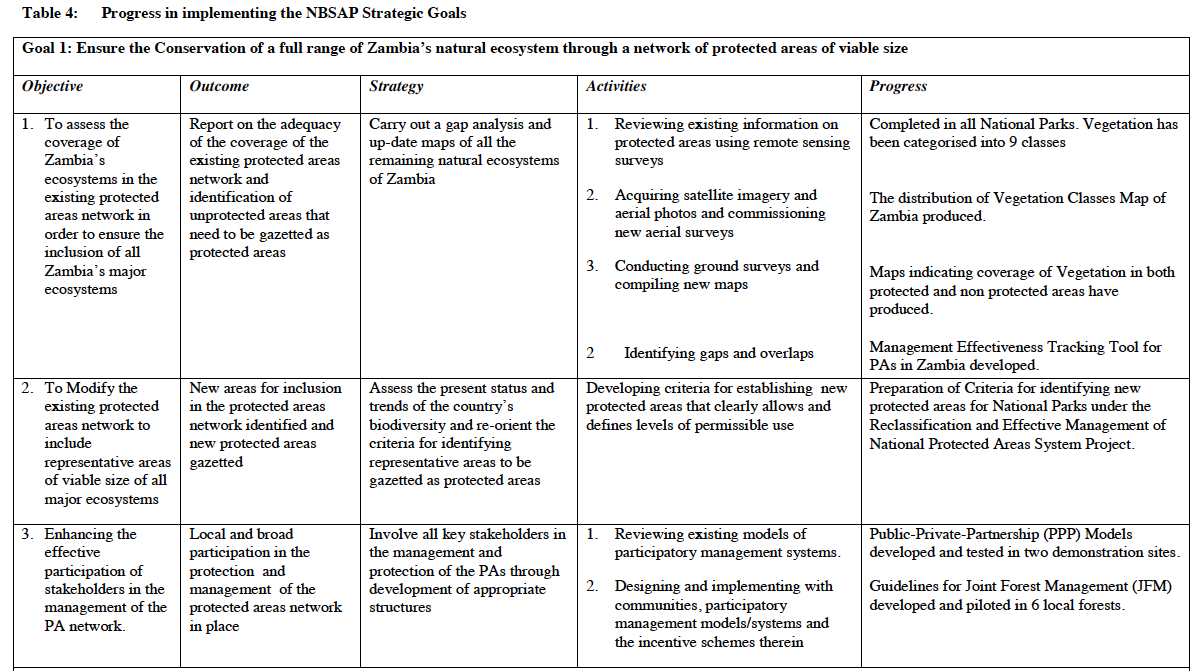 Table 4: Progress in implementing the NBSAP Strategic Goals
Goal 1: Ensure the Conservation of a full range of Zambia's natural ecosystem through a network of protected areas of viable size
Objective
Outcome
Strategy
Activities
Progress
1. To assess the
coverage of
Zambia's
ecosystems in the
existing protected
areas network in
order to ensure the
inclusion of all
Zambia's major
ecosystems
Report on the adequacy
of the coverage of the
existing protected areas
network and
identification of
unprotected areas that
need to be gazetted as
protected areas
Carry out a gap analysis and
up-date maps of all the
remaining natural ecosystems
of Zambia
1. Reviewing existing information on
protected areas using remote sensing
surveys
2. Acquiring satellite imagery and
aerial photos and commissioning
new aerial surveys
3. Conducting ground surveys and
compiling new maps
2 Identifying gaps and overlaps
Completed in all National Parks. Vegetation has
been categorised into 9 classes
The distribution of Vegetation Classes Map of
Zambia produced.
Maps indicating coverage of Vegetation in both
protected and non protected areas have
produced.
Management Effectiveness Tracking Tool for
PAs in Zambia developed.
2. To Modify the
existing protected
areas network to
include
representative areas
of viable size of all
major ecosystems
New areas for inclusion
in the protected areas
network identified and
new protected areas
gazetted
Assess the present status and
trends of the country's
biodiversity and re-orient the
criteria for identifying
representative areas to be
gazetted as protected areas
Developing criteria for establishing new
protected areas that clearly allows and
defines levels of permissible use
Preparation of Criteria for identifying new
protected areas for National Parks under the
Reclassification and Effective Management of
National Protected Areas System Project.
3. Enhancing the
effective
participation of
stakeholders in the
management of the
PA network.
Local and broad
participation in the
protection and
management of the
protected areas network
in place
Involve all key stakeholders in
the management and
protection of the PAs through
development of appropriate
structures
1. Reviewing existing models of
participatory management systems.
2. Designing and implementing with
communities, participatory
management models/systems and
the incentive schemes therein
Public-Private-Partnership (PPP) Models
developed and tested in two demonstration sites.
Guidelines for Joint Forest Management (JFM)
developed and piloted in 6 local forests.